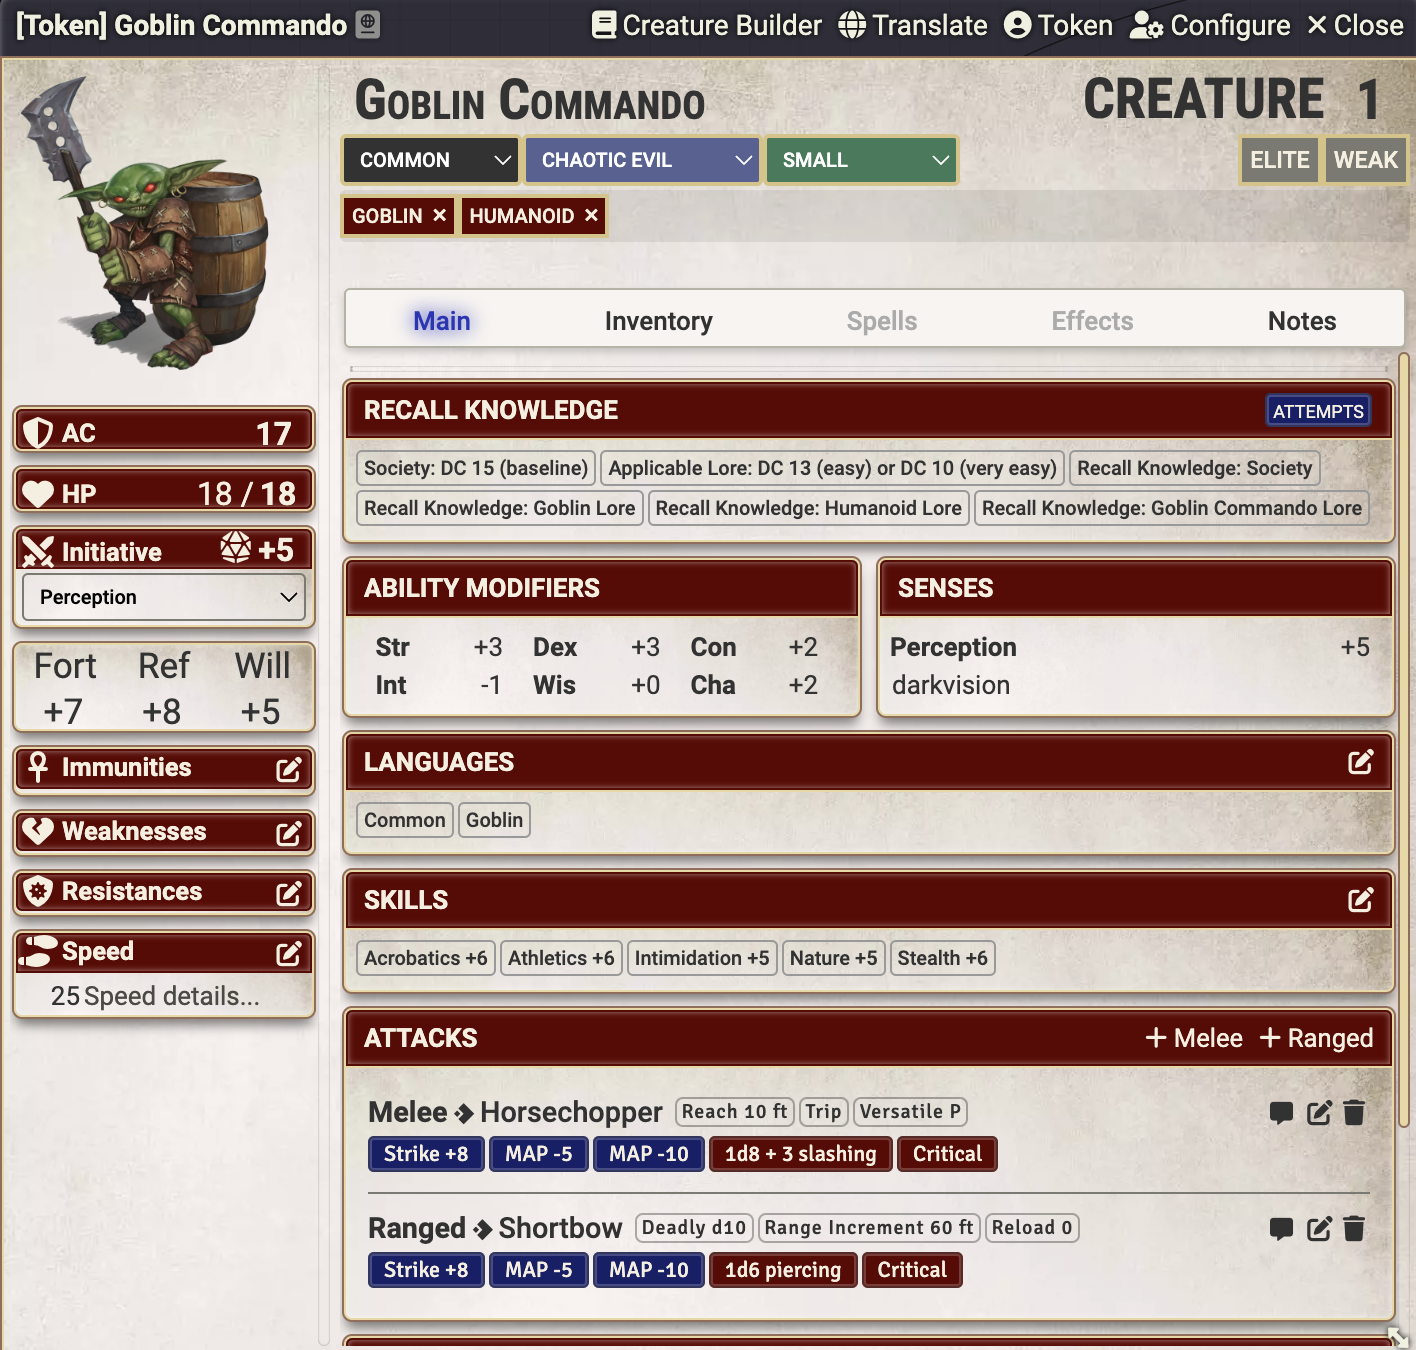 [Token] Goblin Commando Creature Builder Translate Token Configure Close
Goblin Commando CREATURE 1
COMMON CHAOTIC EVIL SMALL ELITE WEAK
GOBLIN × HUMANOID ×
Main Inventory Spells Effects Notes
AC 17
HP 18 / 18
Initiative +5
Perception
Fort Ref Will
+7 +8 +5
Immunities
Weaknesses
Resistances
Speed
25 Speed details...
RECALL KNOWLEDGE ATTEMPTS
Society: DC 15 (baseline) Applicable Lore: DC 13 (easy) or DC 10 (very easy) Recall Knowledge: Society
Recall Knowledge: Goblin Lore Recall Knowledge: Humanoid Lore Recall Knowledge: Goblin Commando Lore
ABILITY MODIFIERS
Str +3 Dex +3 Con +2
Int -1 Wis +0 Cha +2
SENSES
Perception +5
darkvision
LANGUAGES
Common Goblin
SKILLS
Acrobatics +6 Athletics +6 Intimidation +5 Nature +5 Stealth +6
ATTACKS + Melee + Ranged
Melee Horsechopper Reach 10 ft Trip Versatile P
Strike +8 MAP -5 MAP -10 1d8 + 3 slashing Critical
Ranged Shortbow Deadly d10 Range Increment 60 ft Reload 0
Strike +8 MAP -5 MAP -10 1d6 piercing Critical